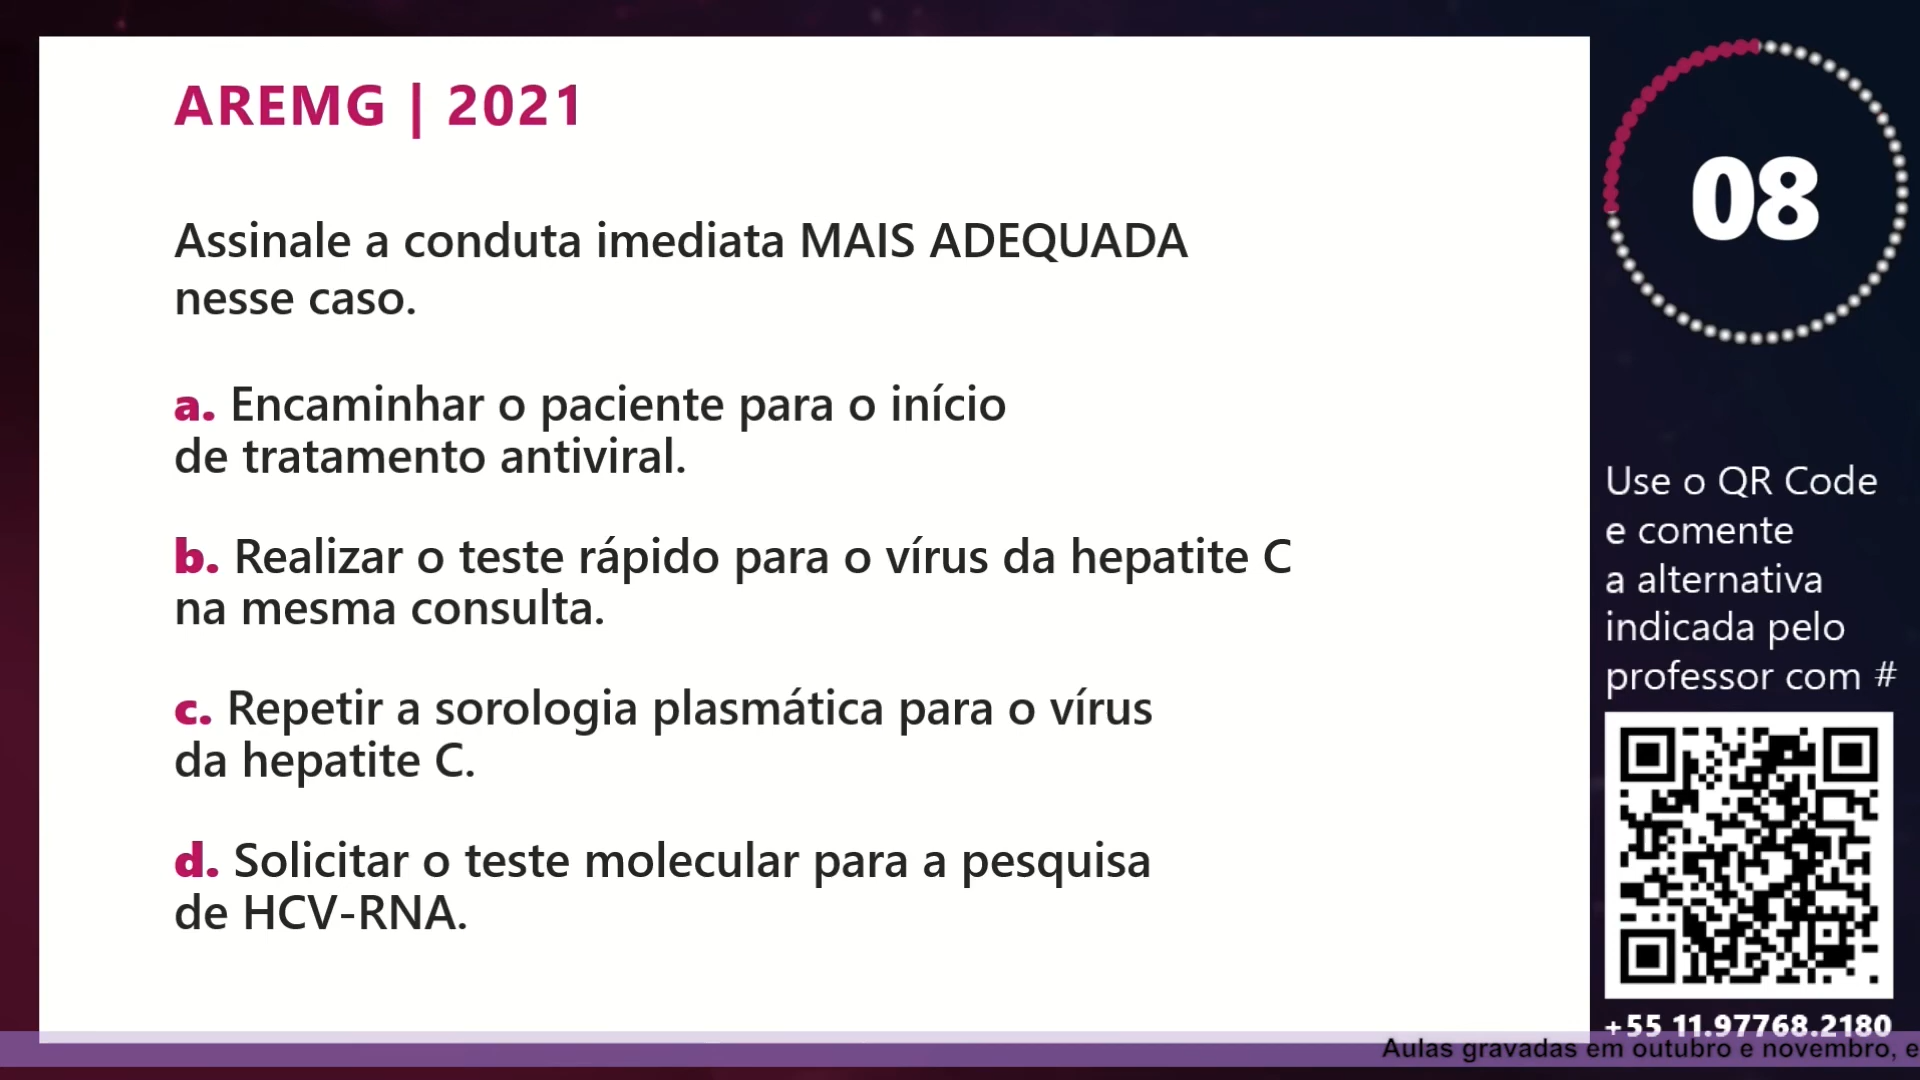 AREMG | 2021
Assinale a conduta imediata MAIS ADEQUADA
nesse caso.
a. Encaminhar o paciente para o início
de tratamento antiviral.
b. Realizar o teste rápido para o vírus da hepatite C
na mesma consulta.
c. Repetir a sorologia plasmática para o vírus
da hepatite C.
d. Solicitar o teste molecular para a pesquisa
de HCV-RNA.
08
Use o QR Code
e comente
a alternativa
indicada pelo
professor com #
+55 11.97768.2180
Aulas gravadas em outubro e novembro, e